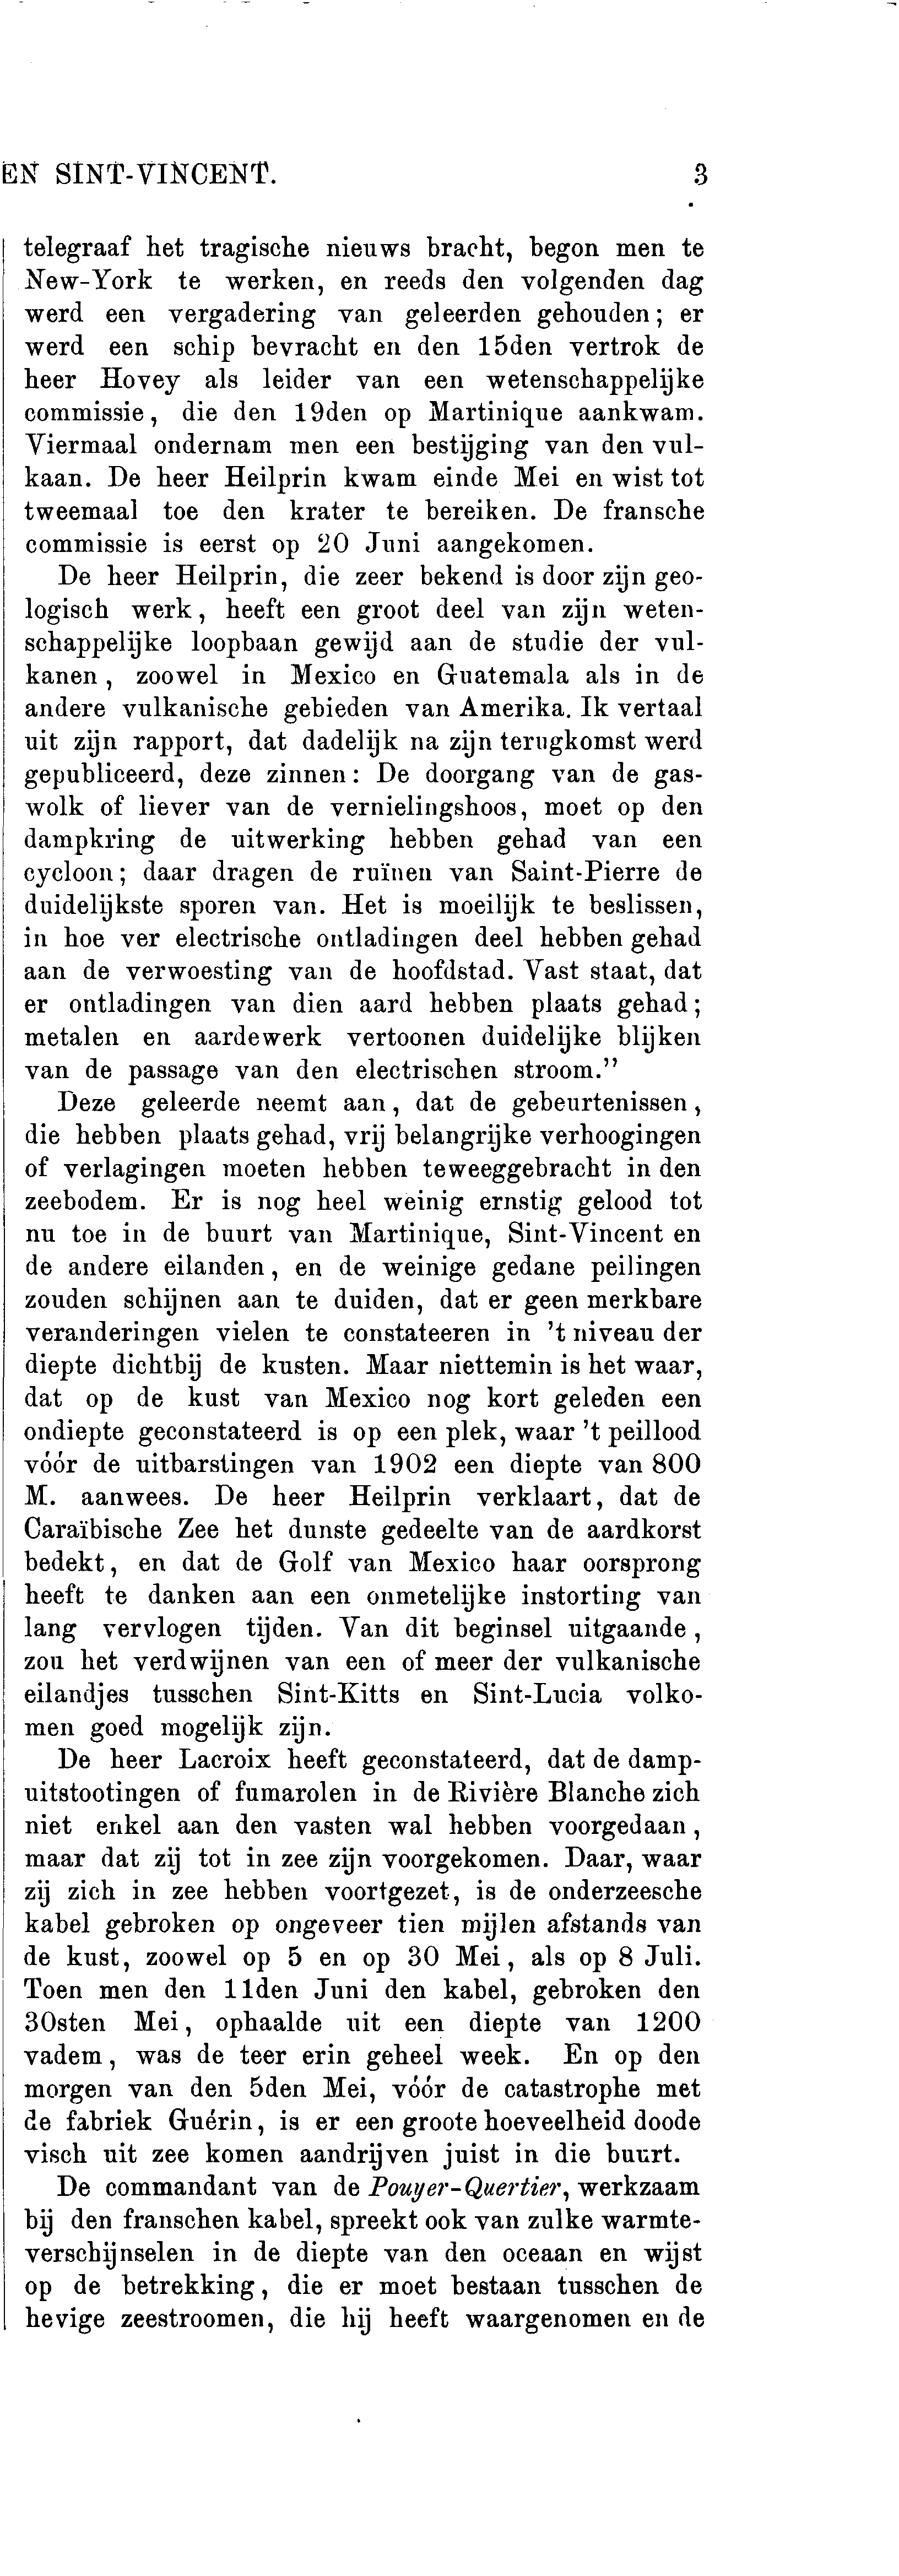 EN SINT-VINCENT. 3
telegraaf het tragische nieuws bracht, begon men te
New-York te werken, en reeds den volgenden dag
werd een vergadering van geleerden gehouden; er
werd een schip bevracht en den 15den vertrok de
heer Hovey als leider van een wetenschappelijke
commissie, die den 19den op Martinique aankwam.
Viermaal ondernam men een bestijging van den vul-
kaan. De heer Heilprin kwam einde Mei en wist tot
tweemaal toe den krater te bereiken. De fransche
commissie is eerst op 20 Juni aangekomen.
De heer Heilprin, die zeer bekend is door zijn geo-
logisch werk, heeft een groot deel van zijn weten-
schappelijke loopbaan gewijd aan de studie der vul-
kanen, zoowel in Mexico en Guatemala als in de
andere vulkanische gebieden van Amerika. Ik vertaal
uit zijn rapport, dat dadelijk na zijn terugkomst werd
gepubliceerd, deze zinnen: De doorgang van de gas-
wolk of liever van de vernielingshoos, moet op den
dampkring de uitwerking hebben gehad van een
cycloon; daar dragen de ruïnen van Saint-Pierre de
duidelijkste sporen van. Het is moeilijk te beslissen,
in hoe ver electrische ontladingen deel hebben gehad
aan de verwoesting van de hoofdstad. Vast staat, dat
er ontladingen van dien aard hebben plaats gehad;
metalen en aardewerk vertoonen duidelijke blijken
van de passage van den electrischen stroom.”
Deze geleerde neemt aan, dat de gebeurtenissen,
die hebben plaats gehad, vrij belangrijke verhoogingen
of verlagingen moeten hebben teweeggebracht in den
zeebodem. Er is nog heel weinig ernstig gelood tot
nu toe in de buurt van Martinique, Sint-Vincent en
de andere eilanden, en de weinige gedane peilingen
zouden schijnen aan te duiden, dat er geen merkbare
veranderingen vielen te constateeren in 't niveau der
diepte dichtbij de kusten. Maar niettemin is het waar,
dat op de kust van Mexico nog kort geleden een
ondiepte geconstateerd is op een plek, waar 't peillood
vóór de uitbarstingen van 1902 een diepte van 800
M. aanwees. De heer Heilprin verklaart, dat de
Caraïbische Zee het dunste gedeelte van de aardkorst
bedekt, en dat de Golf van Mexico haar oorsprong
heeft te danken aan een onmetelijke instorting van
lang vervlogen tijden. Van dit beginsel uitgaande,
zou het verdwijnen van een of meer der vulkanische
eilandjes tusschen Sint-Kitts en Sint-Lucia volko-
men goed mogelijk zijn.
De heer Lacroix heeft geconstateerd, dat de damp-
uitstootingen of fumarolen in de Rivière Blanche zich
niet enkel aan den vasten wal hebben voorgedaan,
maar dat zij tot in zee zijn voorgekomen. Daar, waar
zij zich in zee hebben voortgezet, is de onderzeesche
kabel gebroken op ongeveer tien mijlen afstands van
de kust, zoowel op 5 en op 30 Mei, als op 8 Juli.
Toen men den 11den Juni den kabel, gebroken den
30sten Mei, ophaalde uit een diepte van 1200
vadem, was de teer erin geheel week. En op den
morgen van den 5den Mei, vóór de catastrophe met
de fabriek Guérin, is er een groote hoeveelheid doode
visch uit zee komen aandrijven juist in die buurt.
De commandant van de Pouyer-Quertier, werkzaam
bij den franschen kabel, spreekt ook van zulke warmte-
verschijnselen in de diepte van den oceaan en wijst
op de betrekking, die er moet bestaan tusschen de
hevige zeestroomen, die hij heeft waargenomen en de